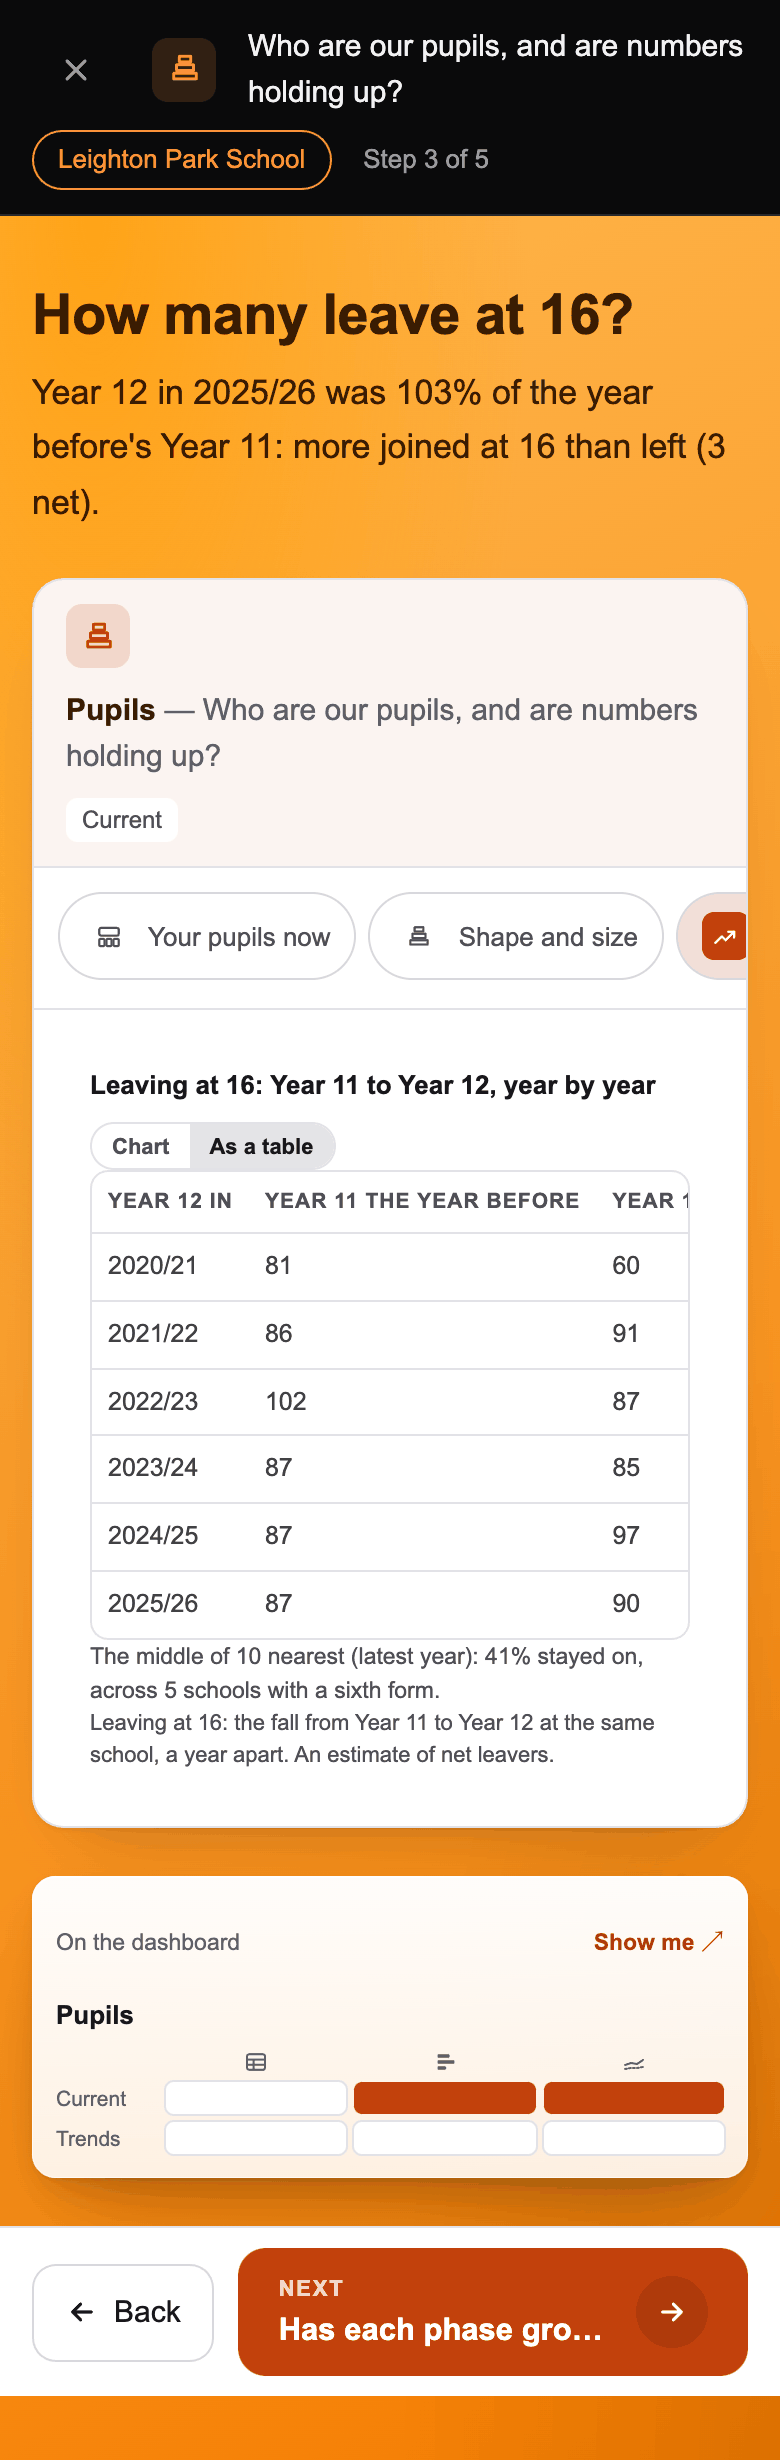 Who are our pupils, and are numbers
holding up?
Leighton Park School
Step 3 of 5
How many leave at 16?
Year 12 in 2025/26 was 103% of the year
before's Year 11: more joined at 16 than left (3
net).
Pupils — Who are our pupils, and are numbers
holding up?
Current
Your pupils now
Shape and size
Leaving at 16: Year 11 to Year 12, year by year
Chart
As a table
YEAR 12 IN YEAR 11 THE YEAR BEFORE YEAR 1
2020/21 81 60
2021/22 86 91
2022/23 102 87
2023/24 87 85
2024/25 87 97
2025/26 87 90
The middle of 10 nearest (latest year): 41% stayed on,
across 5 schools with a sixth form.
Leaving at 16: the fall from Year 11 to Year 12 at the same
school, a year apart. An estimate of net leavers.
On the dashboard
Show me ↗
Pupils
Current
Trends
← Back
NEXT
Has each phase gro... →